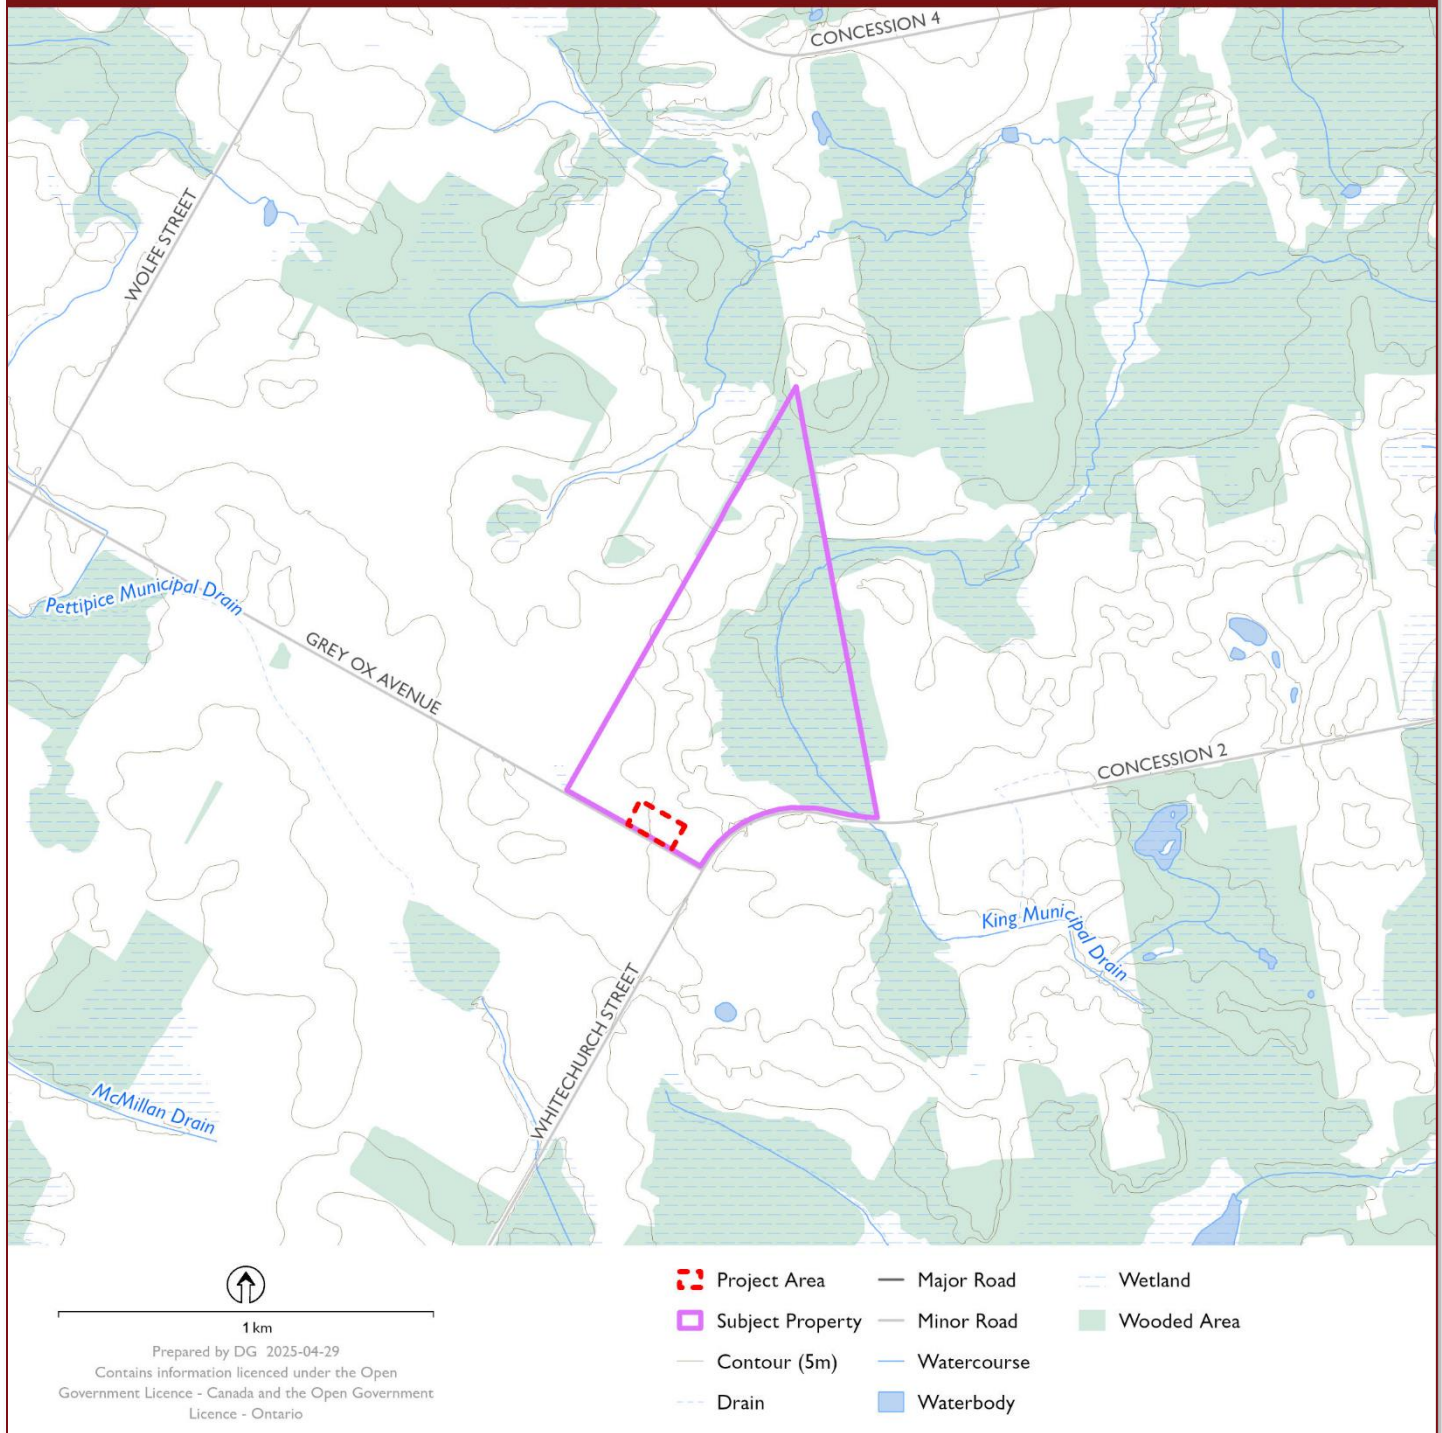 CONCESSION 4
WOLFE STREET
Pettipice Municipal Drain
GREY OX AVENUE
CONCESSION 2
King Municipal Drain
WHITECHURCH STREET
McMillan Drain
1 km
Prepared by DG 2025-04-29
Contains information licenced under the Open
Government Licence - Canada and the Open Government
Licence - Ontario
Project Area
Subject Property
Contour (5m)
Drain
Major Road
Minor Road
Watercourse
Waterbody
Wetland
Wooded Area